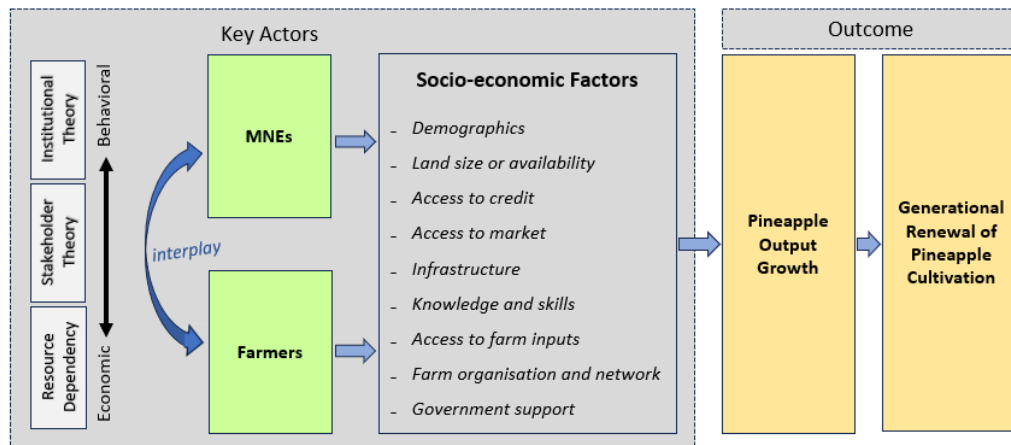 Key Actors
Outcome
Institutional
Theory
Stakeholder
Theory
Resource
Dependency
Behavioral
Economic
interplay
MNEs
Farmers
Socio-economic Factors
- Demographics
- Land size or availability
- Access to credit
- Access to market
- Infrastructure
- Knowledge and skills
- Access to farm inputs
- Farm organisation and network
- Government support
Pineapple
Output
Growth
Generational
Renewal of
Pineapple
Cultivation